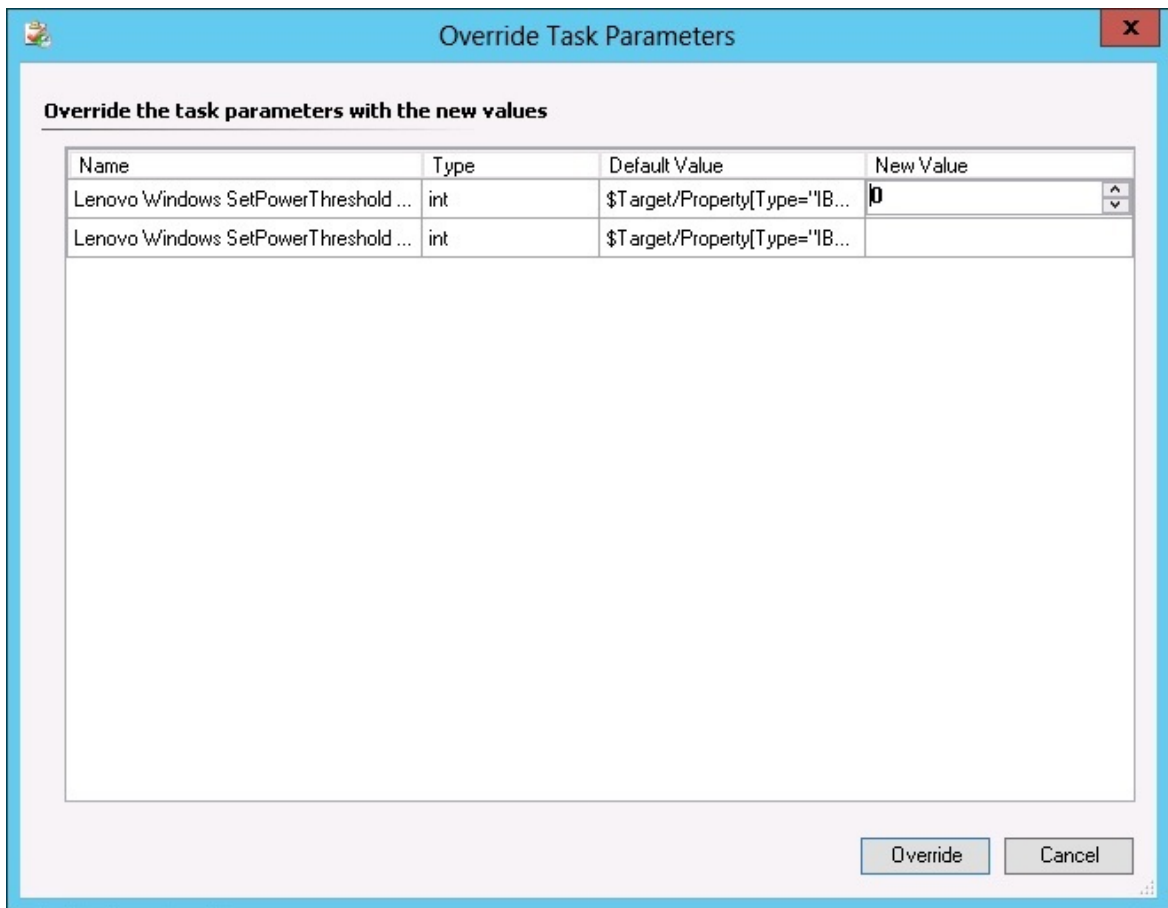 Override Task Parameters
x
Override the task parameters with the new values
Name Type Default Value New Value
Lenovo Windows SetPowerThreshold ... int $Target/Property[Type="IB... 0
Lenovo Windows SetPowerThreshold ... int $Target/Property[Type="IB...
Override Cancel